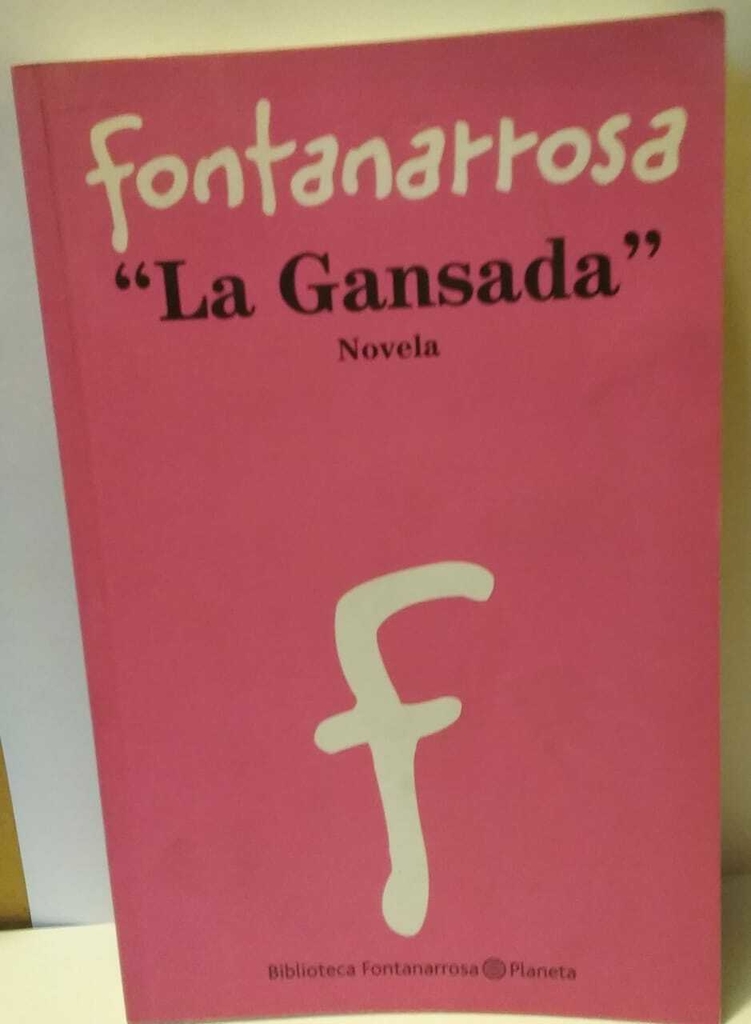 fontanarrosa
“La Gansada”
Novela
f
Biblioteca Fontanarrosa Planeta